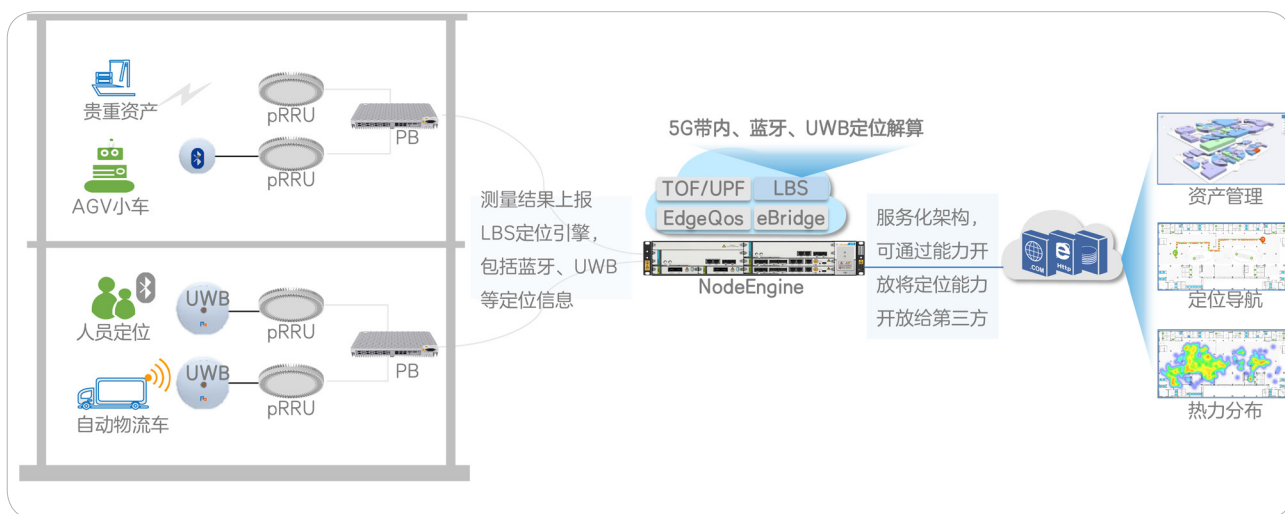 贵重资产
pRRU
PB
AGV小车
pRRU
人员定位
UWB
pRRU
PB
自动物流车
UWB
pRRU
测量结果上报
LBS定位引擎,
包括蓝牙、UWB
等定位信息
5G带内、蓝牙、UWB定位解算
TOF/UPF
LBS
EdgeQos
eBridge
NodeEngine
服务化架构，
可通过能力开
放将定位能力
开放给第三方
.COM
Http
资产管理
定位导航
热力分布